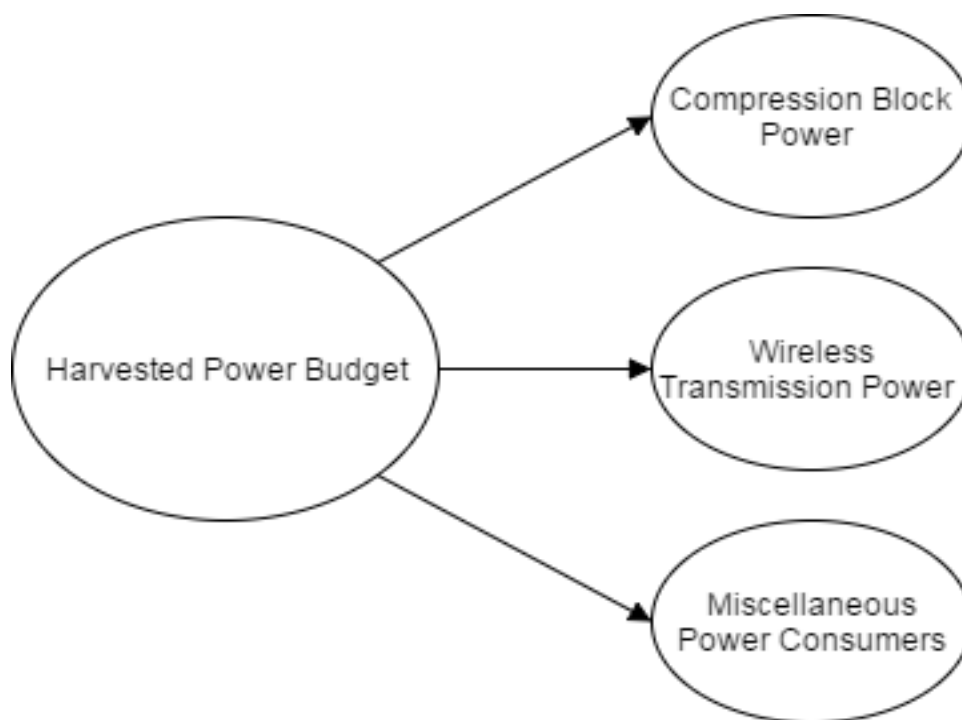 Compression Block
Power
Harvested Power Budget
Wireless
Transmission Power
Miscellaneous
Power Consumers